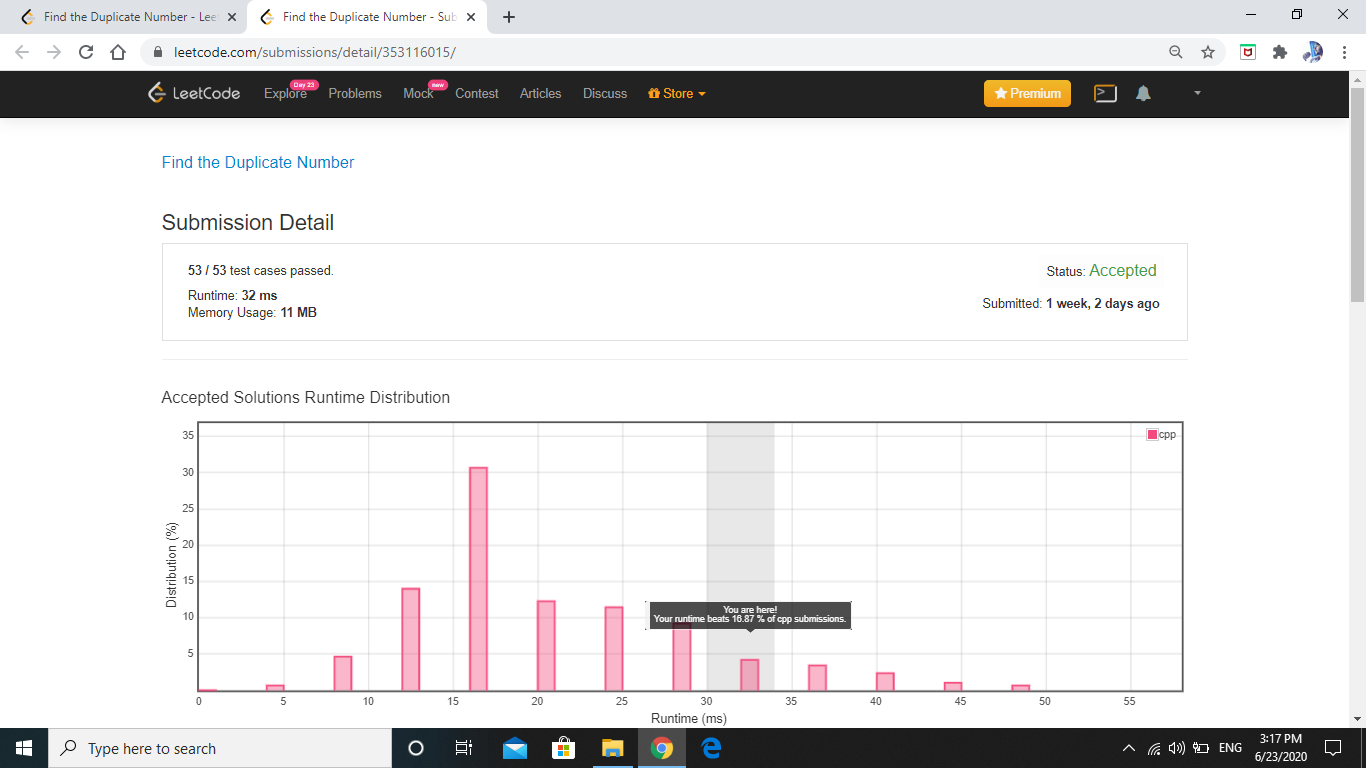 Find the Duplicate Number - Lee
Find the Duplicate Number - Sub
leetcode.com/submissions/detail/353116015/
LeetCode
Explore
Day 23
Problems
Mock
new
Contest
Articles
Discuss
Store
Premium
Find the Duplicate Number
Submission Detail
53 / 53 test cases passed.
Status: Accepted
Runtime: 32 ms
Submitted: 1 week, 2 days ago
Memory Usage: 11 MB
Accepted Solutions Runtime Distribution
cpp
35
30
25
20
15
10
5
Distribution (%)
You are here!
Your runtime beats 16.87 % of cpp submissions.
0 5 10 15 20 25 30 35 40 45 50 55
Runtime (ms)
Type here to search
ENG
3:17 PM
6/23/2020